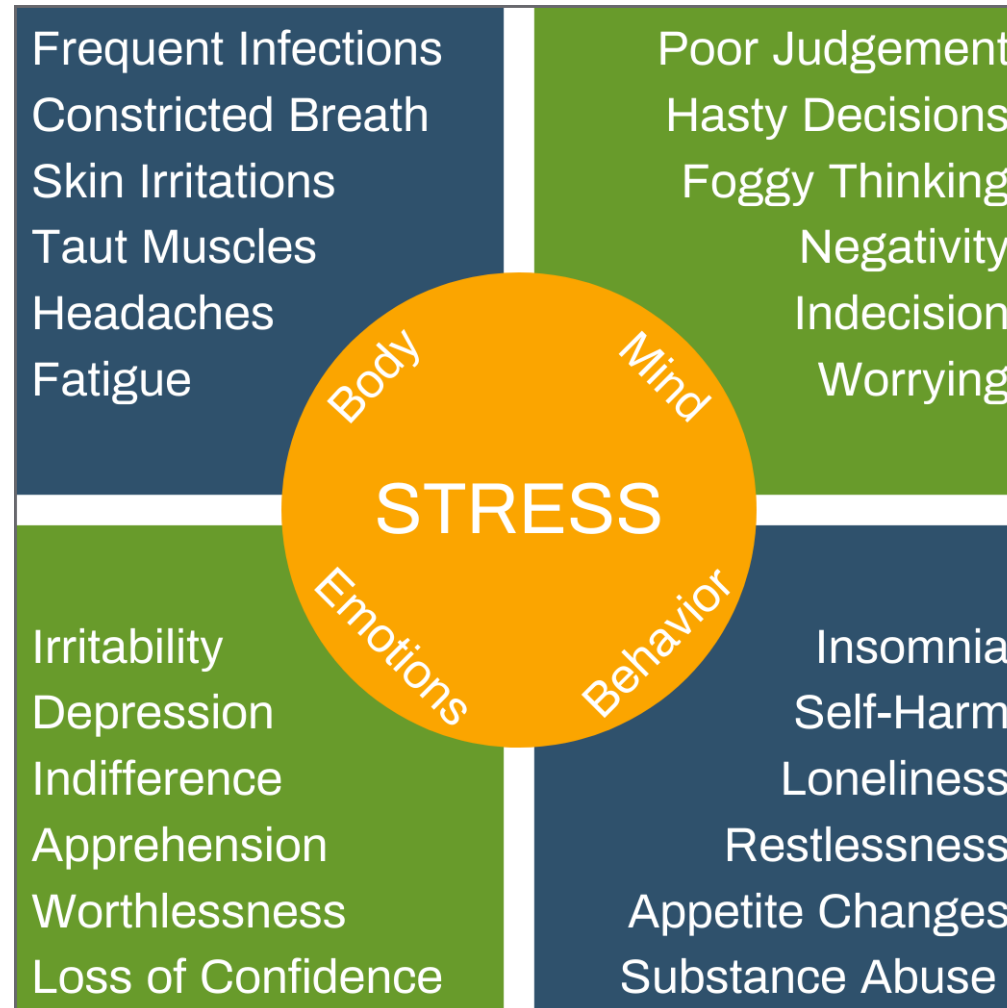 Frequent Infections
Constricted Breath
Skin Irritations
Taut Muscles
Headaches
Fatigue
Poor Judgement
Hasty Decisions
Foggy Thinking
Negativity
Indecision
Worrying
Body
Mind
STRESS
Emotions
Behavior
Irritability
Depression
Indifference
Apprehension
Worthlessness
Loss of Confidence
Insomnia
Self-Harm
Loneliness
Restlessness
Appetite Changes
Substance Abuse